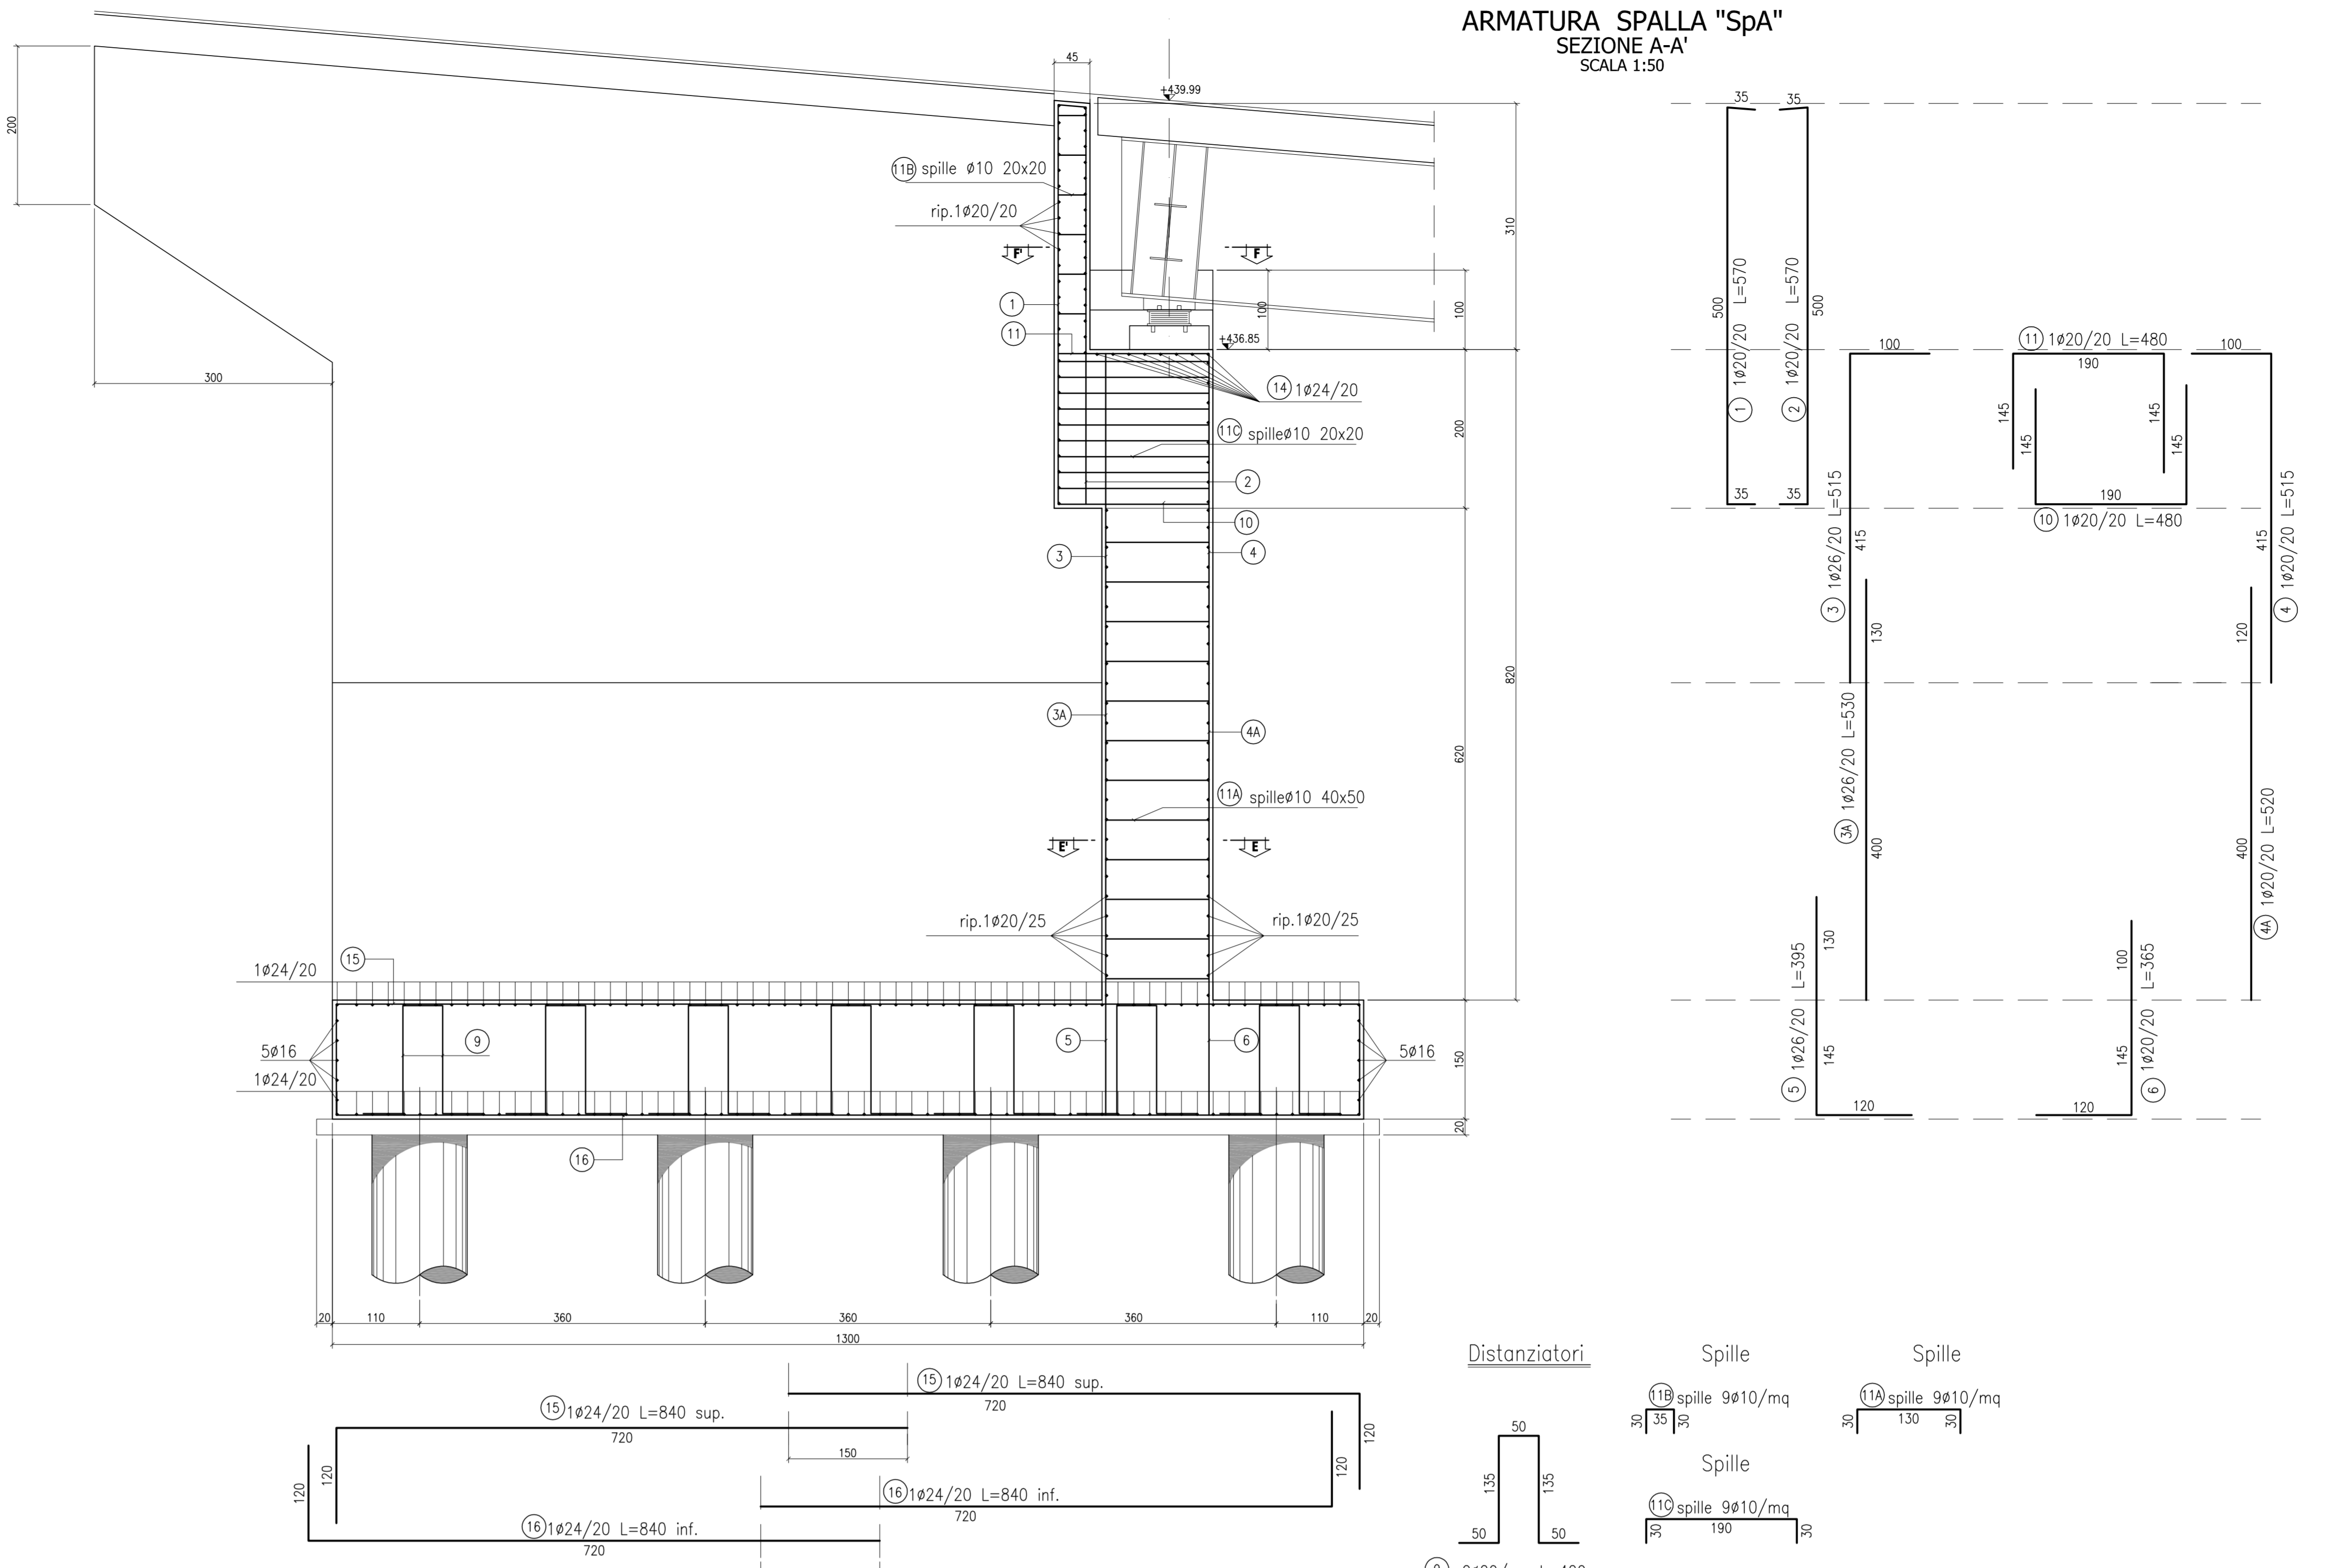 ARMATURA SPALLA "SpA"
SEZIONE A-A'
SCALA 1:50
45
+439.99
200
300
11B spille ø10 20x20
rip.1ø20/20
F'
F
1
11
100
100
310
+436.85
14 1ø24/20
11C spilleø10 20x20
2
10
3
4
200
820
3A
4A
620
11A spilleø10 40x50
E'
E
rip.1ø20/25
rip.1ø20/25
15
1ø24/20
5ø16
9
5
6
5ø16
1ø24/20
150
20
16
20
110
360
360
360
110
20
1300
35
35
500
1 1ø20/20 L=570
2 1ø20/20 L=570
500
35
35
100
3 1ø26/20 L=515
415
11 1ø20/20 L=480
190
145
145
145
145
190
10 1ø20/20 L=480
100
415
4 1ø20/20 L=515
130
3A 1ø26/20 L=530
400
120
400
4A 1ø20/20 L=520
5 1ø26/20 L=395
130
145
120
100
145
6 1ø20/20 L=365
120
15 1ø24/20 L=840 sup.
720
120
15 1ø24/20 L=840 sup.
720
120
150
16 1ø24/20 L=840 inf.
720
120
16 1ø24/20 L=840 inf.
720
120
Distanziatori
50
135
135
50
50
Spille
11B spille 9ø10/mq
30
35
30
Spille
11A spille 9ø10/mq
30
130
30
Spille
11C spille 9ø10/mq
30
190
30